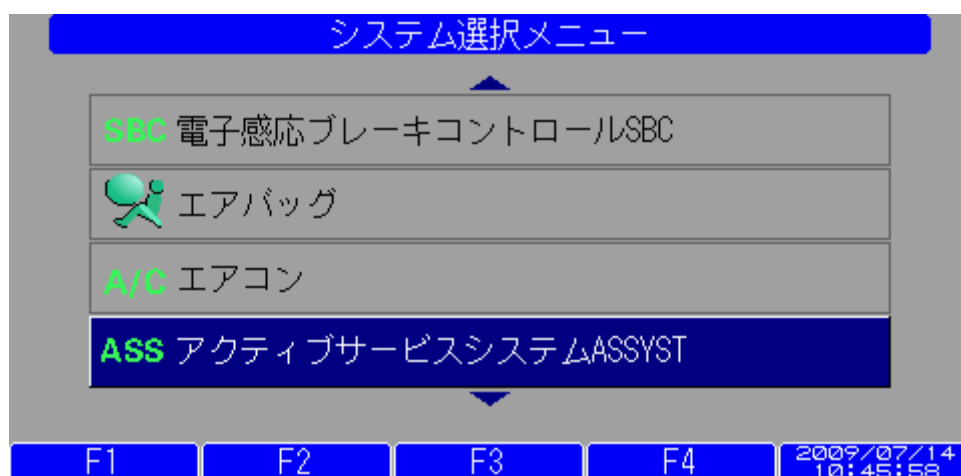 システム選択メニュー
SBC 電子感応ブレーキコントロールSBC
エアバッグ
A/C エアコン
ASS アクティブサービスシステムASSYST
F1 F2 F3 F4 2009/07/14
10:45:58